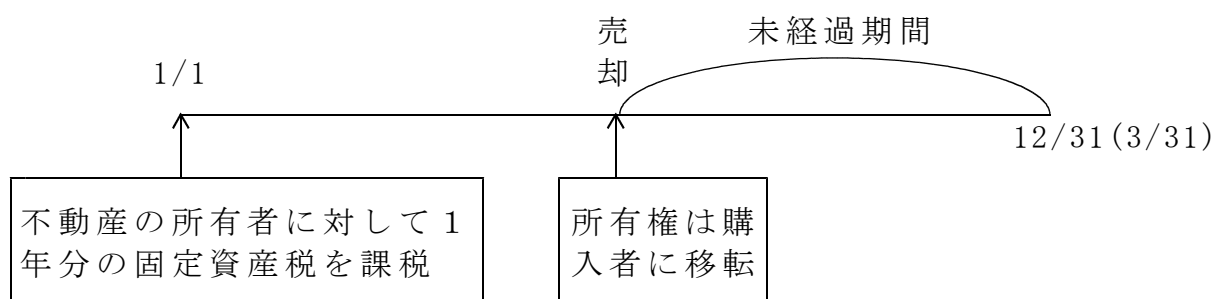 売却
未経過期間
1/1
12/31(3/31)
不動産の所有者に対して1
年分の固定資産税を課税
所有権は購
入者に移転